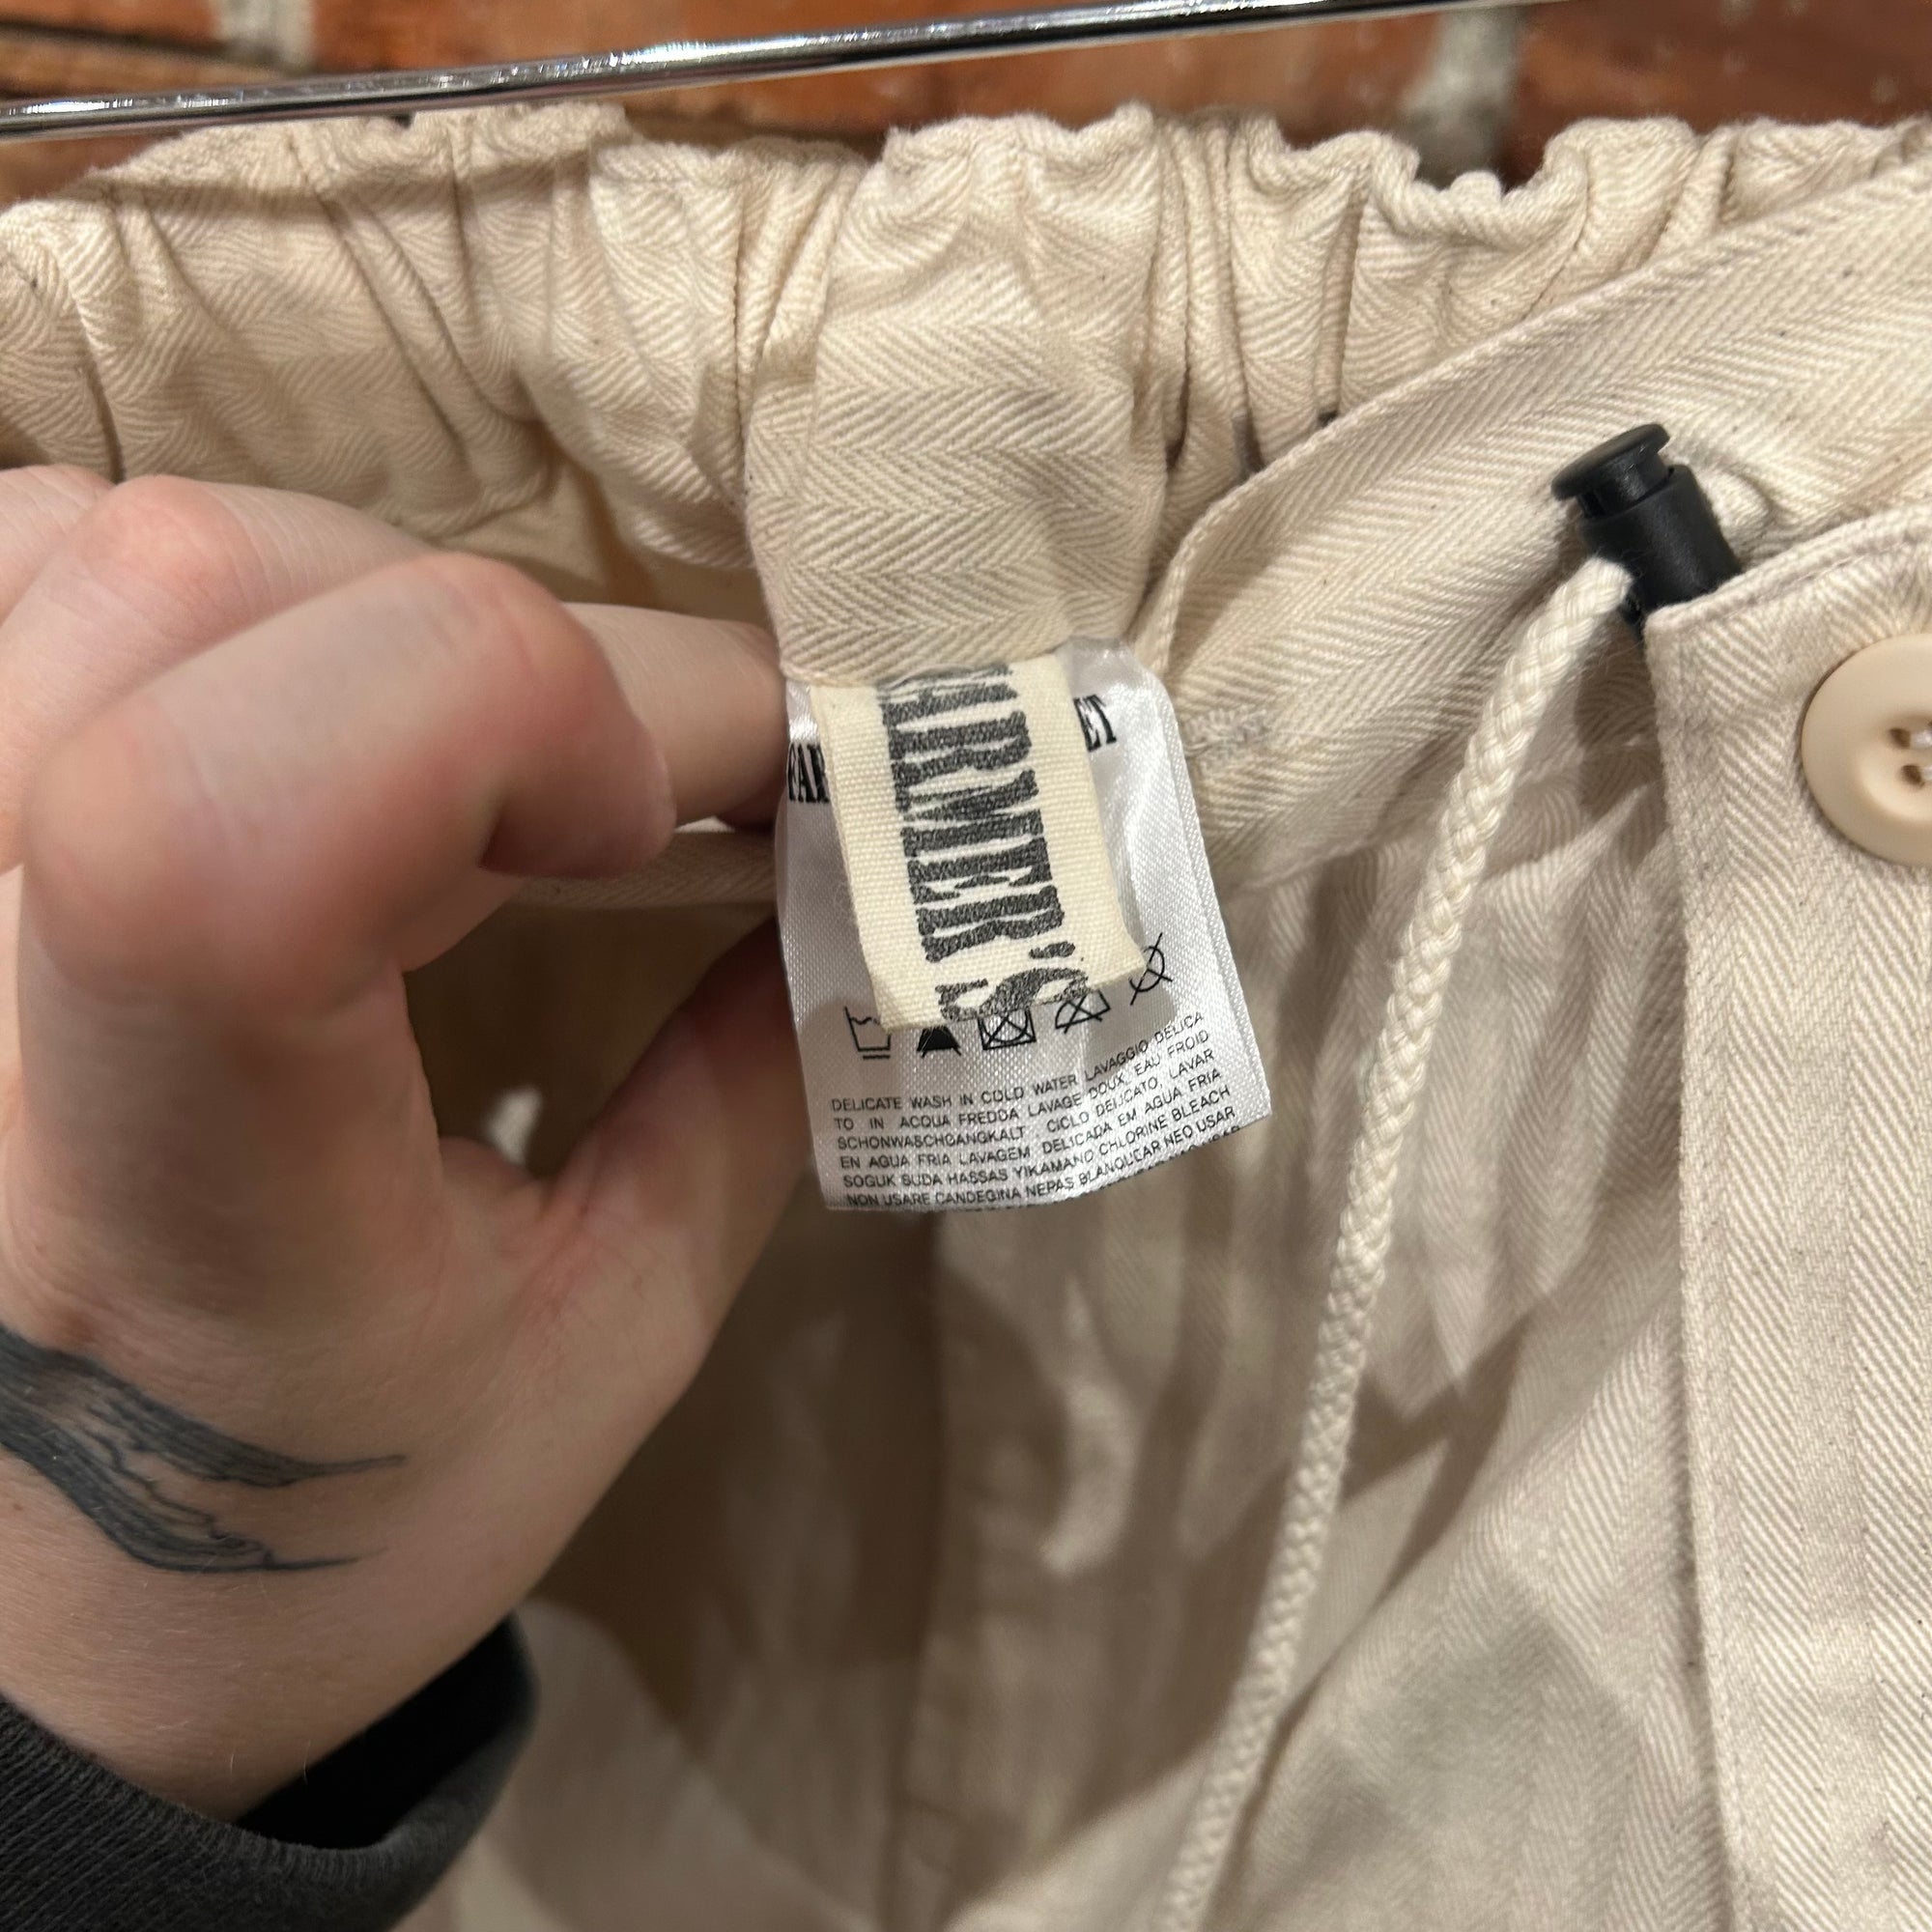 FARMER'S
ET
DELICATE WASH IN COLD WATER LAVAGGIO DELICA
TO IN ACQUA FREDDA LAVAGE DOUX, EAU FROID
SCHONWASCHGANGKALT CICLO DELICATO, LAVAR
EN AGUA FRIA LAVAGEM DELICADA EM AGUA FRIA
SOGUK SUDA HASSAS YIKAMANO CHLORINE BLEACH
NON USARE CANDEGINA NEPAS BLANQUEAR NEO USAR